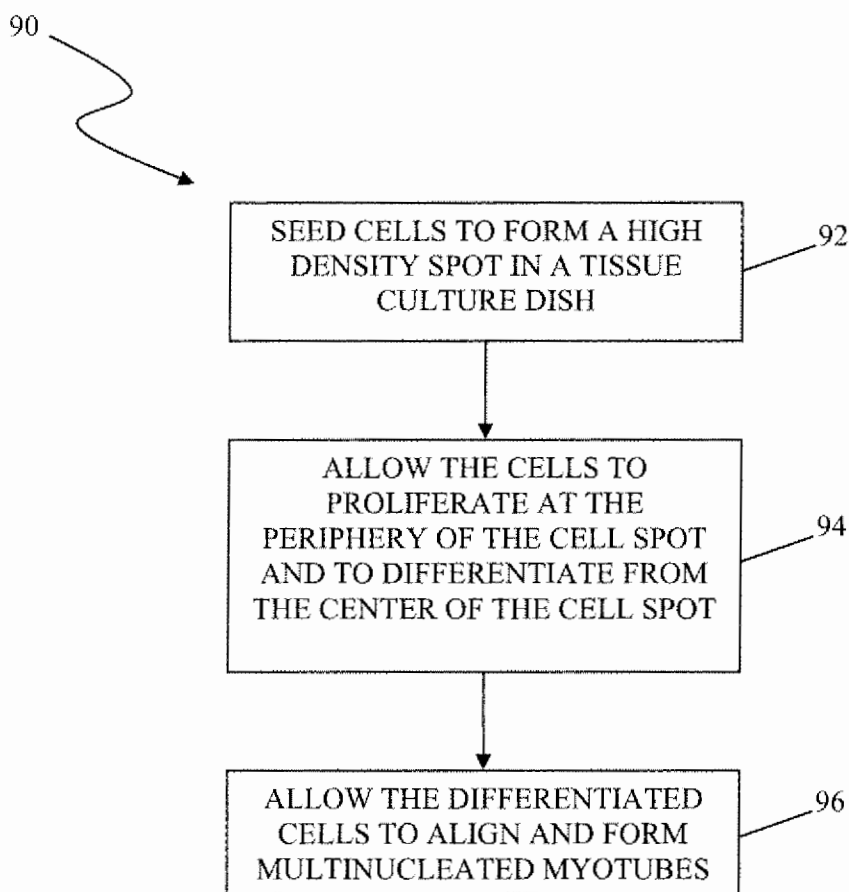 90
SEED CELLS TO FORM A HIGH
DENSITY SPOT IN A TISSUE
CULTURE DISH
92
ALLOW THE CELLS TO
PROLIFERATE AT THE
PERIPHERY OF THE CELL SPOT
AND TO DIFFERENTIATE FROM
THE CENTER OF THE CELL SPOT
94
ALLOW THE DIFFERENTIATED
CELLS TO ALIGN AND FORM
MULTINUCLEATED MYOTUBES
96